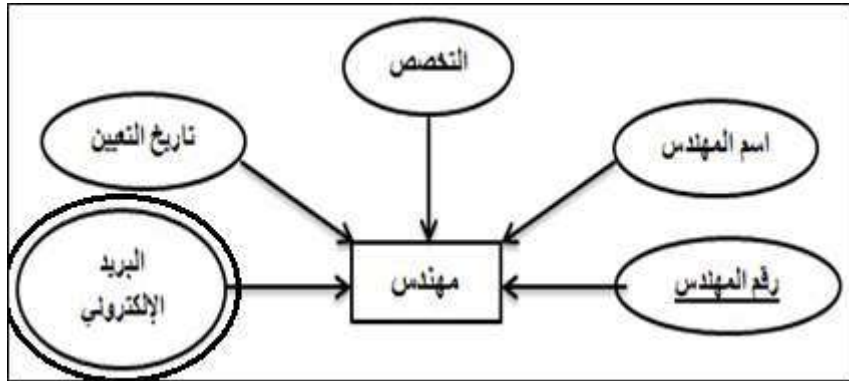 التخصص
اسم المهندس
تاريخ التعيين
رقم المهندس
مهندس
البريد
الإلكتروني